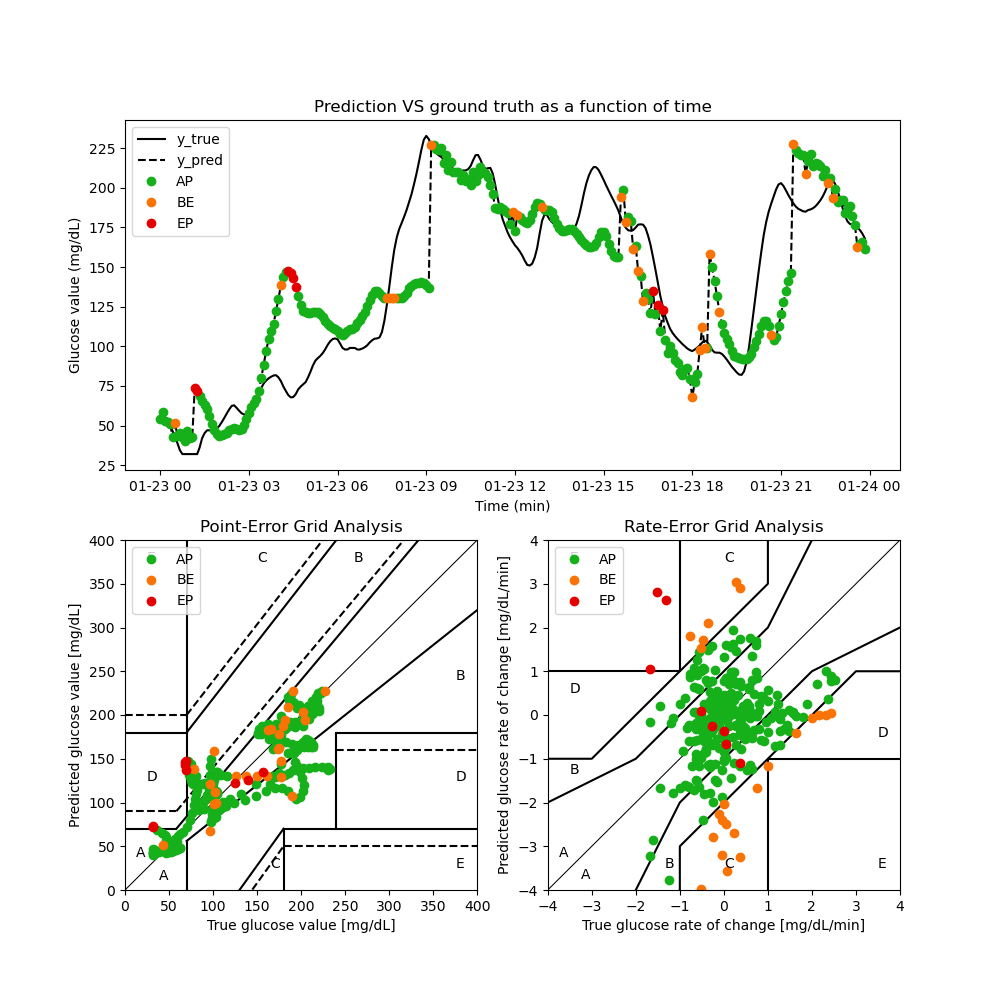 Prediction VS ground truth as a function of time
y_true
y_pred
AP
BE
EP
Glucose value (mg/dL)
225
200
175
150
125
100
75
50
25
01-23 00
01-23 03
01-23 06
01-23 09
01-23 12
01-23 15
01-23 18
01-23 21
01-24 00
Time (min)
Point-Error Grid Analysis
AP
BE
EP
C
B
B
D
D
A
A
C
E
Predicted glucose value [mg/dL]
400
350
300
250
200
150
100
50
0
0
50
100
150
200
250
300
350
400
True glucose value [mg/dL]
Rate-Error Grid Analysis
AP
BE
EP
C
D
D
B
A
A
B
C
E
Predicted glucose rate of change [mg/dL/min]
4
3
2
1
0
−1
−2
−3
−4
−4
−3
−2
−1
0
1
2
3
4
True glucose rate of change [mg/dL/min]